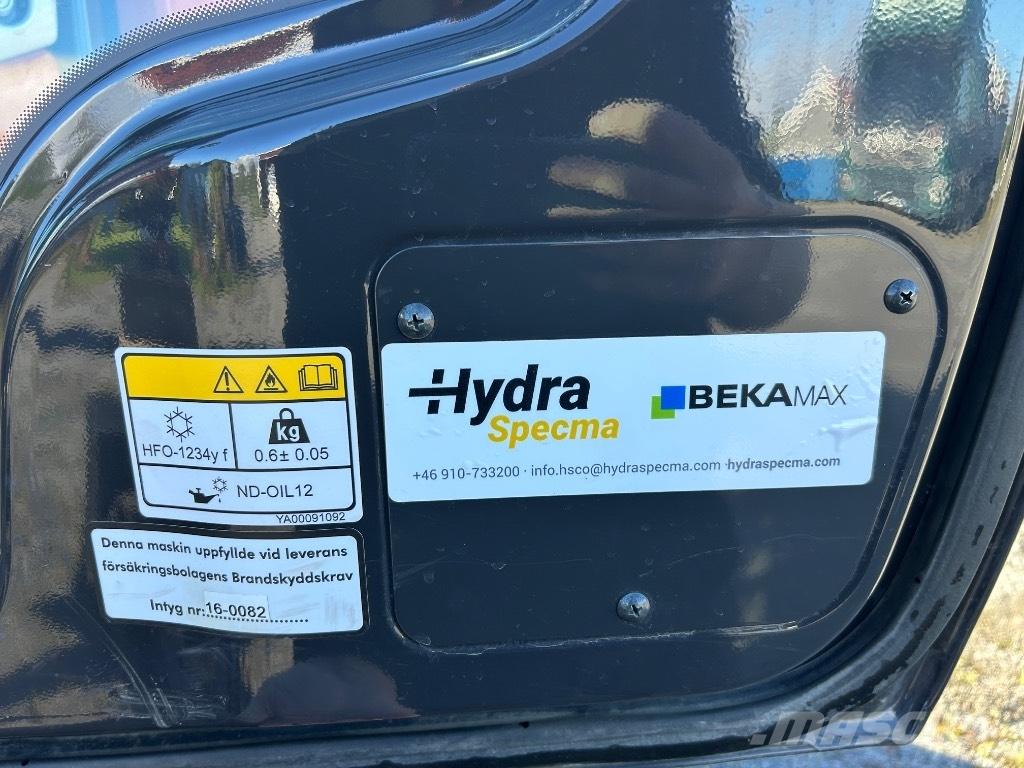 HFO-1234y f
kg
0.6± 0.05
ND-OIL12
YA00091092
Denna maskin uppfyllde vid leverans
försäkringsbolagens Brandskyddskrav
Intyg nr:16-0082
Hydra
Specma
BEKAMAX
+46 910-733200 · info.hsco@hydraspecma.com ·hydraspecma.com
MASCUS